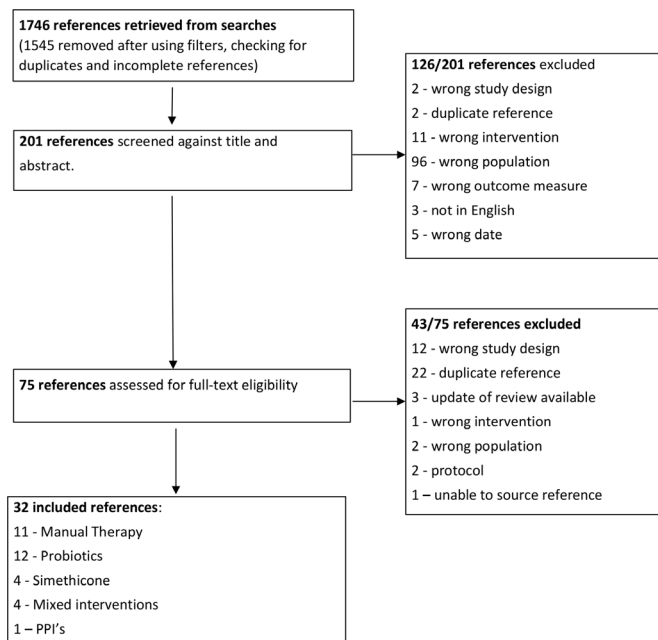 1746 references retrieved from searches
(1545 removed after using filters, checking for
duplicates and incomplete references)
126/201 references excluded
2 - wrong study design
2 - duplicate reference
11 - wrong intervention
96 - wrong population
7 - wrong outcome measure
3 - not in English
5 - wrong date
201 references screened against title and
abstract.
43/75 references excluded
12 - wrong study design
22 - duplicate reference
3 - update of review available
1 - wrong intervention
2 - wrong population
2 - protocol
1 – unable to source reference
75 references assessed for full-text eligibility
32 included references:
11 - Manual Therapy
12 - Probiotics
4 - Simethicone
4 - Mixed interventions
1 – PPI's